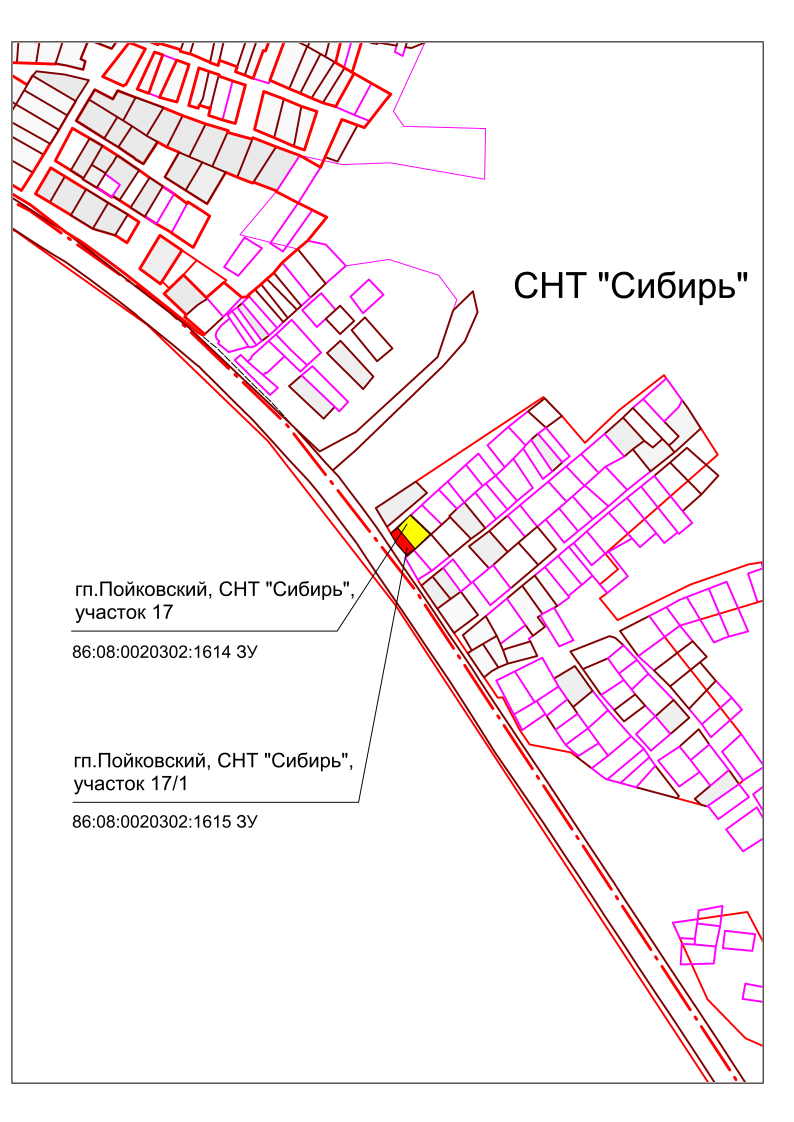 СНТ "Сибирь"
гп.Пойковский, СНТ "Сибирь",
участок 17
86:08:0020302:1614 ЗУ
гп.Пойковский, СНТ "Сибирь",
участок 17/1
86:08:0020302:1615 ЗУ